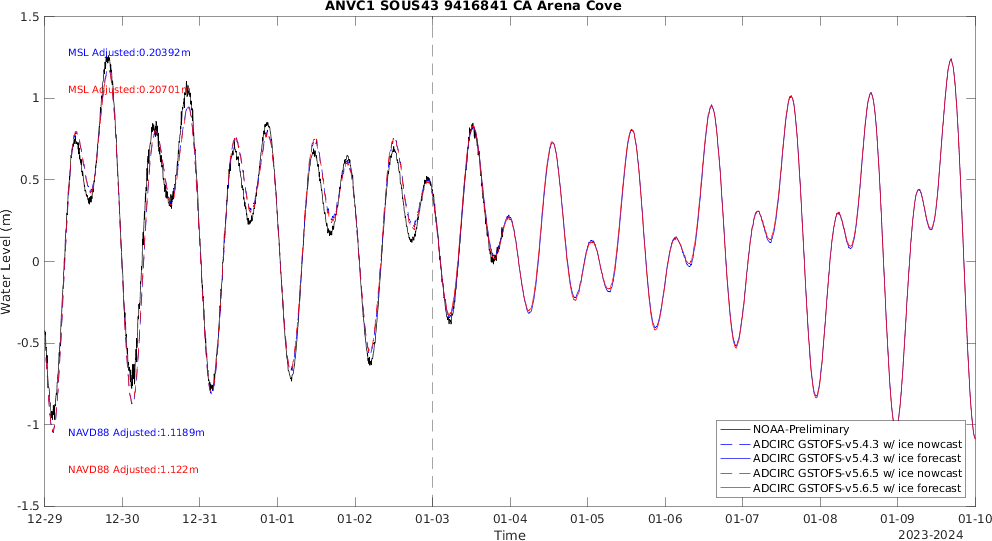 ANVC1 SOUS43 9416841 CA Arena Cove
1.5
1
0.5
0
-0.5
-1
-1.5
Water Level (m)
MSL Adjusted:0.20392m
MSL Adjusted:0.20701m
NAVD88 Adjusted:1.1189m
NAVD88 Adjusted:1.122m
NOAA-Preliminary
ADCIRC GSTOFS-v5.4.3 w/ ice nowcast
ADCIRC GSTOFS-v5.4.3 w/ ice forecast
ADCIRC GSTOFS-v5.6.5 w/ ice nowcast
ADCIRC GSTOFS-v5.6.5 w/ ice forecast
12-29 12-30 12-31 01-01 01-02 01-03 01-04 01-05 01-06 01-07 01-08 01-09 01-10
Time
2023-2024